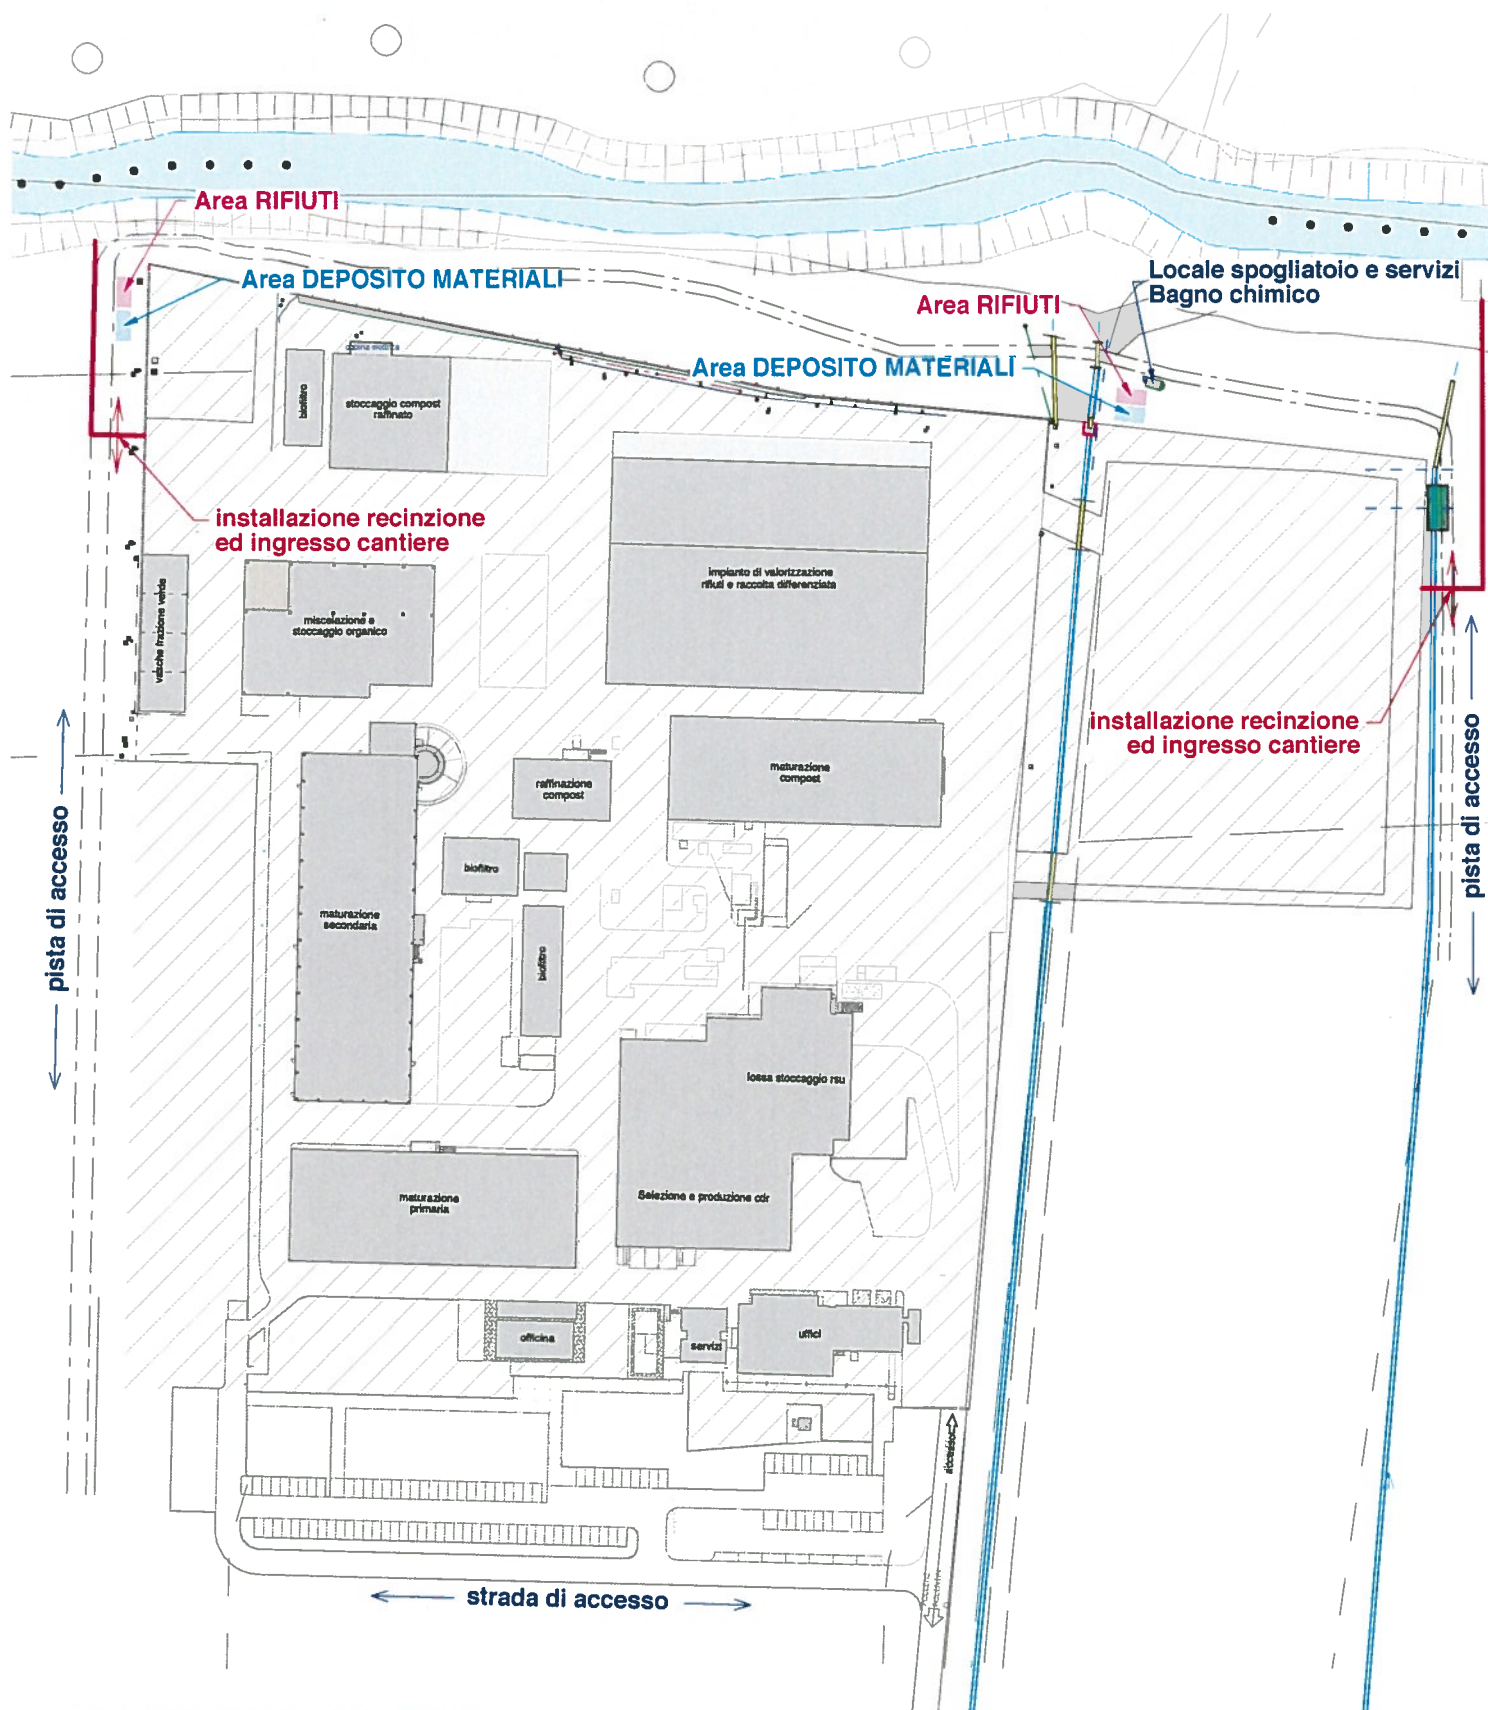 Area RIFIUTI
Area DEPOSITO MATERIALI
Locale spogliatoio e servizi
Bagno chimico
Area RIFIUTI
Area DEPOSITO MATERIALI
cabina elettrica
biofiltro
stoccaggio compost
raffinato
installazione recinzione
ed ingresso cantiere
impianto di valorizzazione
rifiuti e raccolta differenziata
vasche frazione verde
miscelazione e
stoccaggio organico
installazione recinzione
ed ingresso cantiere
pista di accesso
pista di accesso
raffinazione
compost
maturazione
compost
biofiltro
maturazione
secondaria
biofiltro
fossa stoccaggio rsu
maturazione
primaria
Selezione e produzione cdr
officina
servizi
uffici
accesso
strada di accesso